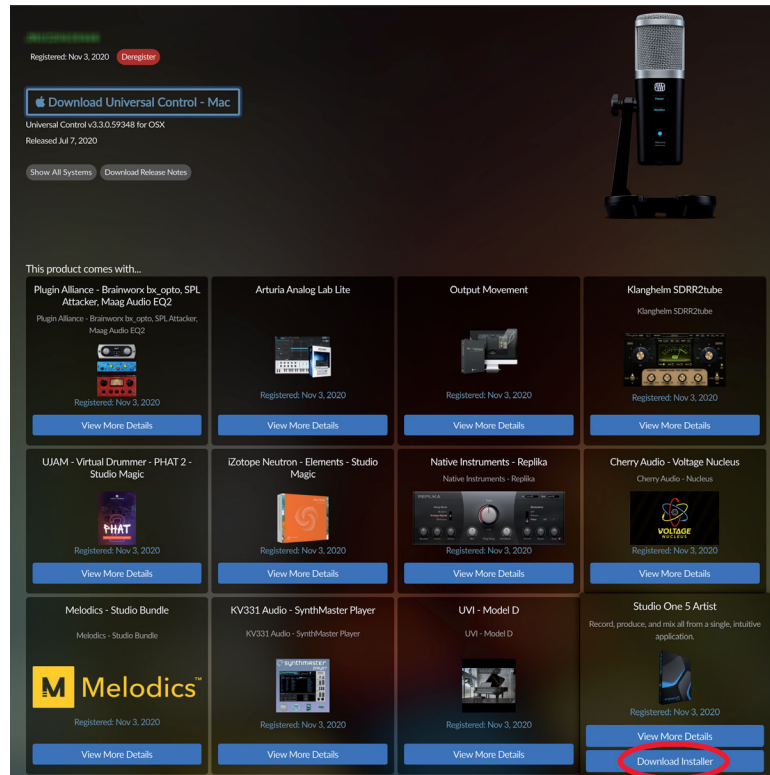 Registered: Nov 3, 2020 Deregister
Download Universal Control - Mac
Universal Control v3.3.0.59348 for OSX
Released Jul 7, 2020
Show All Systems Download Release Notes
This product comes with...
Plugin Alliance - Brainworx bx_opto, SPL
Attacker, Maag Audio EQ2
Plugin Alliance - Brainworx bx_opto, SPL Attacker,
Maag Audio EQ2
Registered: Nov 3, 2020
View More Details
Arturia Analog Lab Lite
Registered: Nov 3, 2020
View More Details
Output Movement
Registered: Nov 3, 2020
View More Details
Klanghelm SDRR2tube
Klanghelm SDRR2tube
Registered: Nov 3, 2020
View More Details
UJAM - Virtual Drummer - PHAT 2 -
Studio Magic
PHAT
Registered: Nov 3, 2020
View More Details
iZotope Neutron - Elements - Studio
Magic
Registered: Nov 3, 2020
View More Details
Native Instruments - Replika
Native Instruments - Replika
REPLIKA
Registered: Nov 3, 2020
View More Details
Cherry Audio - Voltage Nucleus
Cherry Audio - Nucleus
VOLTAGE
NUCLEUS
Registered: Nov 3, 2020
View More Details
Melodics - Studio Bundle
Melodics - Studio Bundle
M Melodics™
Registered: Nov 3, 2020
View More Details
KV331 Audio - SynthMaster Player
KV331 Audio - SynthMaster Player
synthmaster
player
Registered: Nov 3, 2020
View More Details
UVI - Model D
UVI - Model D
Registered: Nov 3, 2020
View More Details
Studio One 5 Artist
Record, produce, and mix all from a single, intuitive
application.
Registered: Nov 3, 2020
View More Details
Download Installer